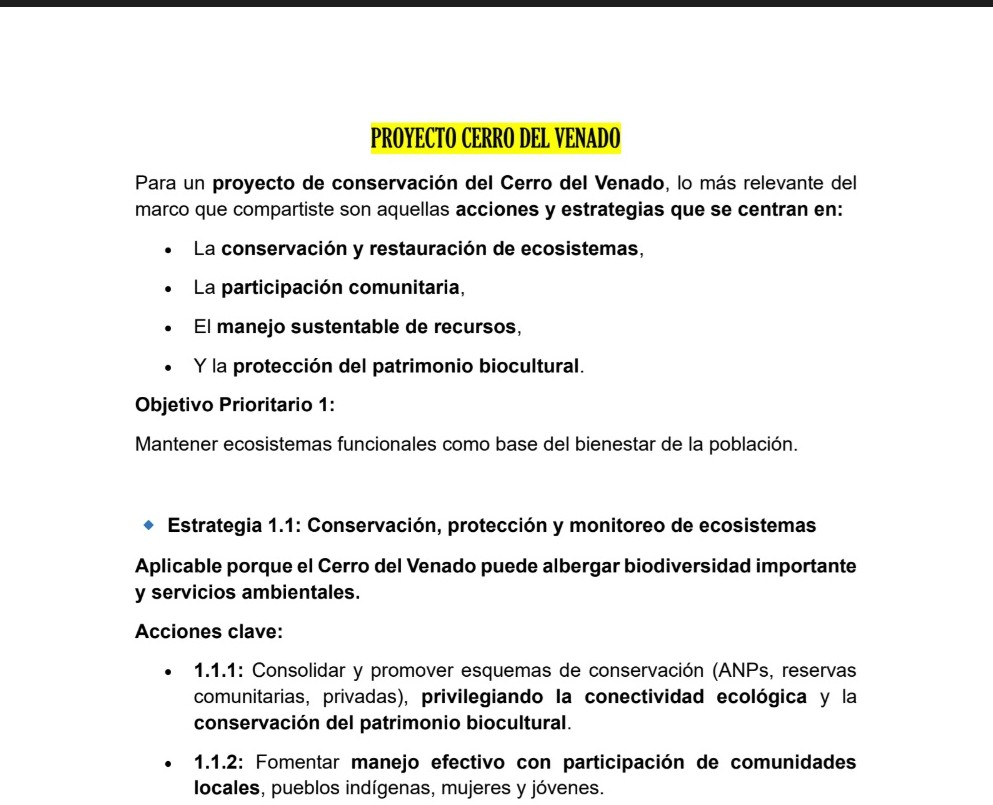 PROYECTO CERRO DEL VENADO
Para un proyecto de conservación del Cerro del Venado, lo más relevante del
marco que compartiste son aquellas acciones y estrategias que se centran en:
• La conservación y restauración de ecosistemas,
• La participación comunitaria,
• El manejo sustentable de recursos,
• Y la protección del patrimonio biocultural.
Objetivo Prioritario 1:
Mantener ecosistemas funcionales como base del bienestar de la población.
🔹 Estrategia 1.1: Conservación, protección y monitoreo de ecosistemas
Aplicable porque el Cerro del Venado puede albergar biodiversidad importante
y servicios ambientales.
Acciones clave:
• 1.1.1: Consolidar y promover esquemas de conservación (ANPs, reservas
comunitarias, privadas), privilegiando la conectividad ecológica y la
conservación del patrimonio biocultural.
• 1.1.2: Fomentar manejo efectivo con participación de comunidades
locales, pueblos indígenas, mujeres y jóvenes.